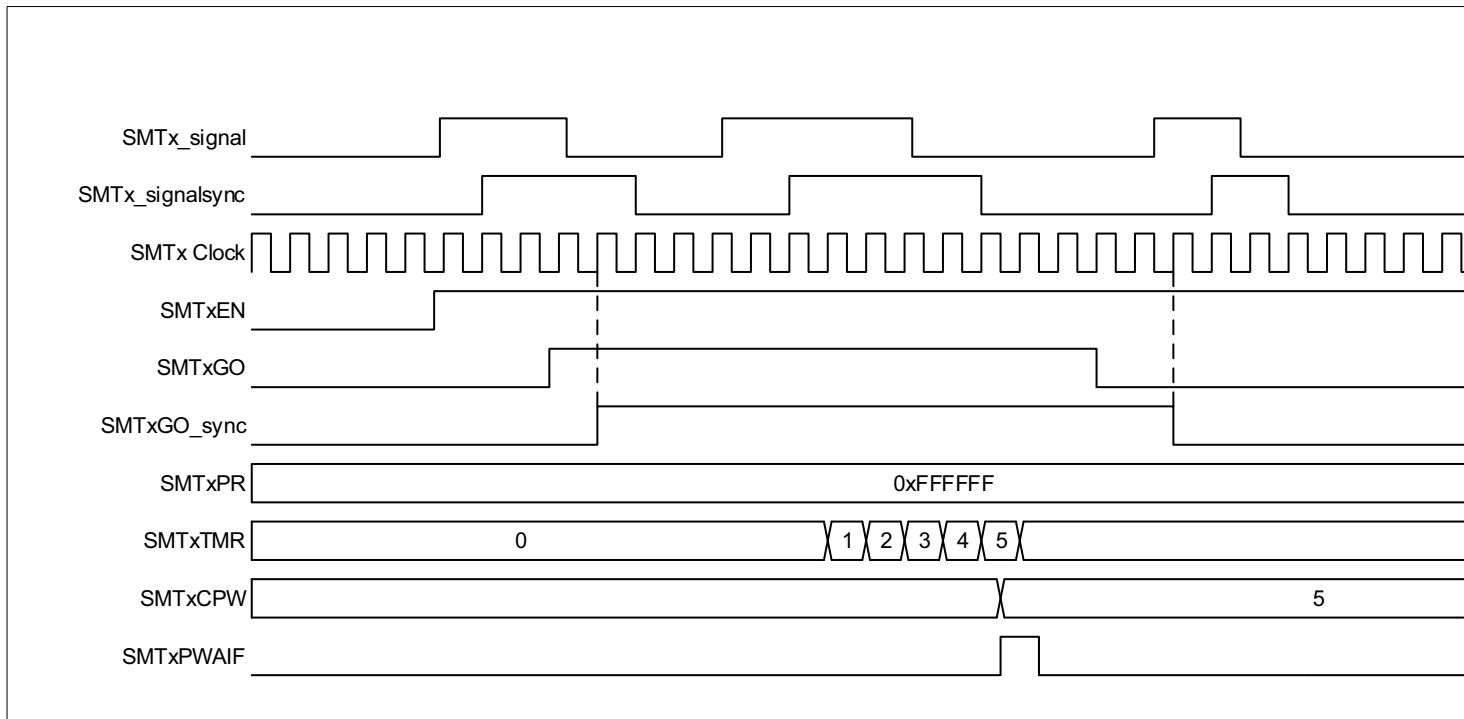 SMTx_signal
SMTx_signalsync
SMTx Clock
SMTxEN
SMTxGO
SMTxGO_sync
SMTxPR 0xFFFFFF
SMTxTMR 0 1 2 3 4 5
SMTxCPW 5
SMTxPWAIF